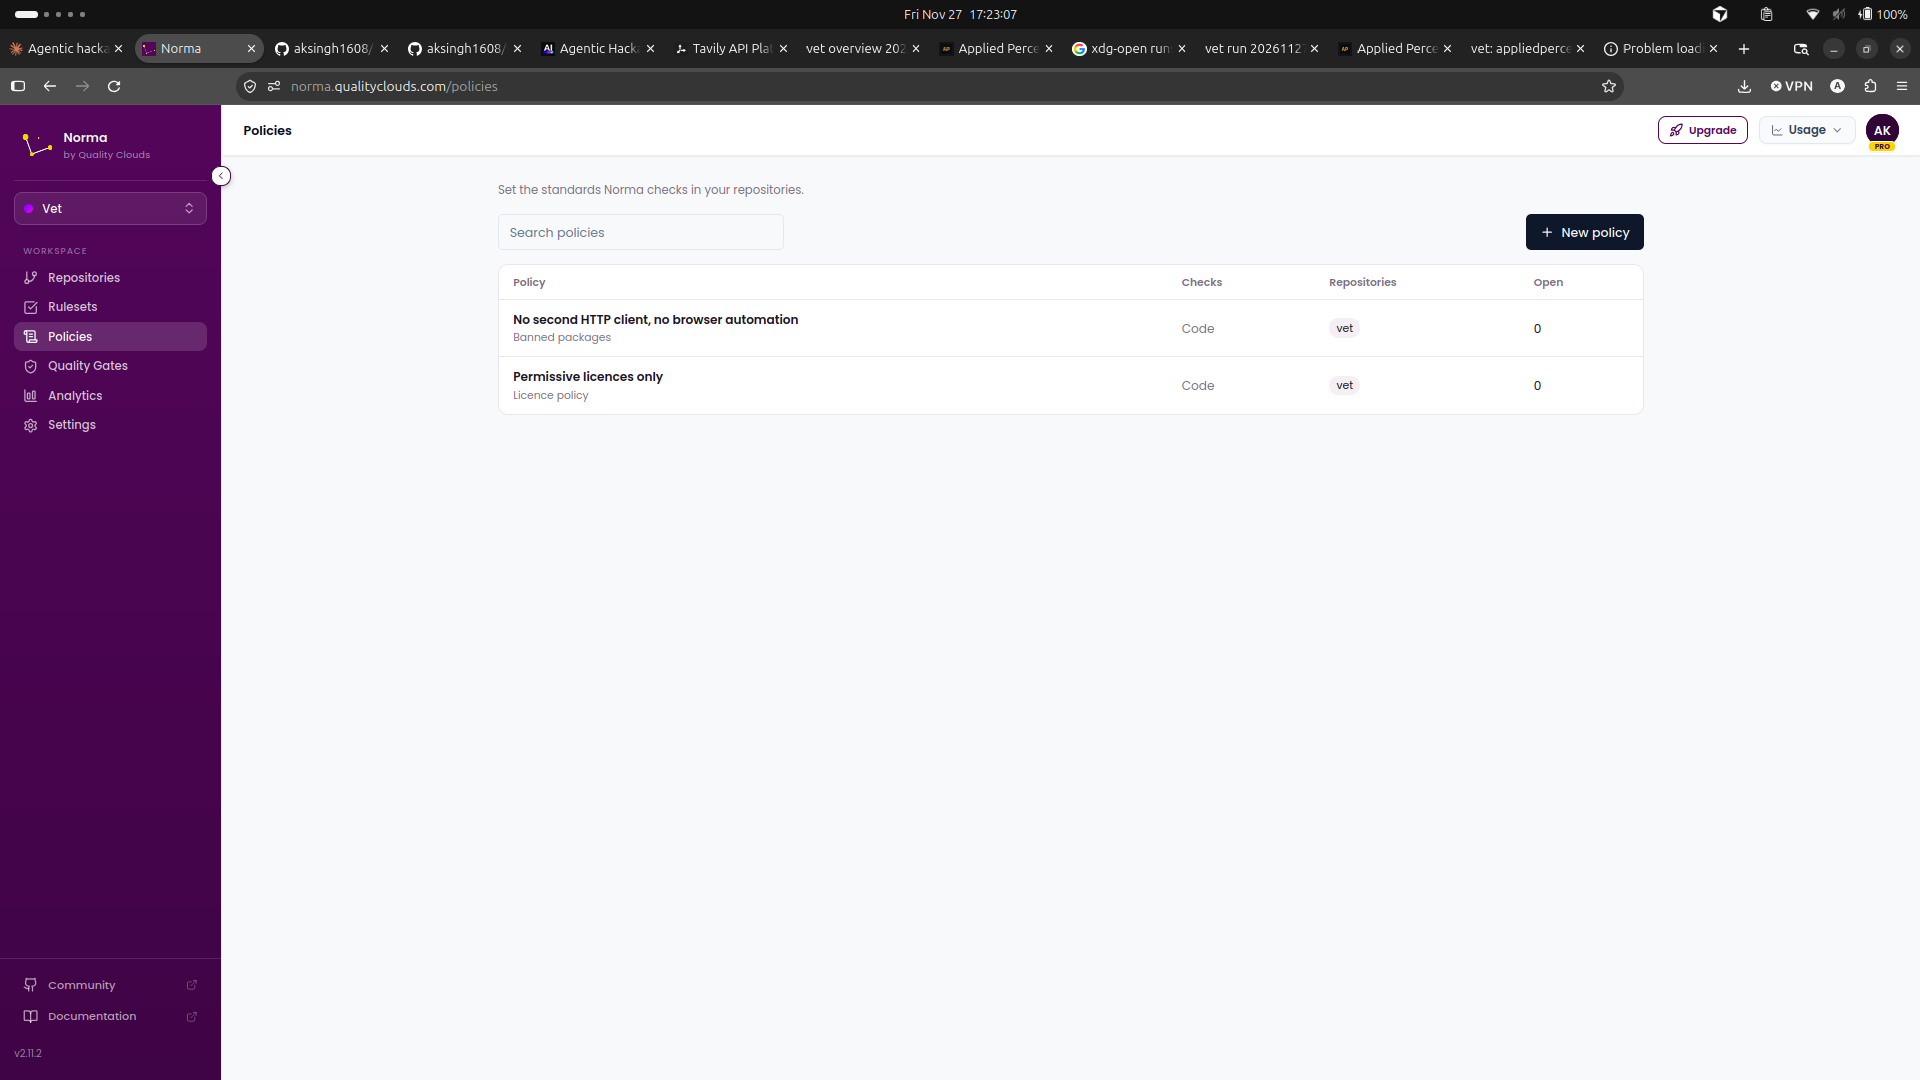 Fri Nov 27 17:23:07
100%
Agentic hacka
Norma
aksingh1608/
aksingh1608/
Agentic Hacka
Tavily API Pla
vet overview 202
Applied Perce
xdg-open run
vet run 2026112
Applied Perce
vet: appliedperce
Problem loadi
norma.qualityclouds.com/policies
VPN
Norma
by Quality Clouds
Vet
WORKSPACE
Repositories
Rulesets
Policies
Quality Gates
Analytics
Settings
Community
Documentation
v2.11.2
Policies
Upgrade
Usage
AK
PRO
Set the standards Norma checks in your repositories.
Search policies
New policy
Policy Checks Repositories Open
No second HTTP client, no browser automation
Banned packages
Code vet 0
Permissive licences only
Licence policy
Code vet 0